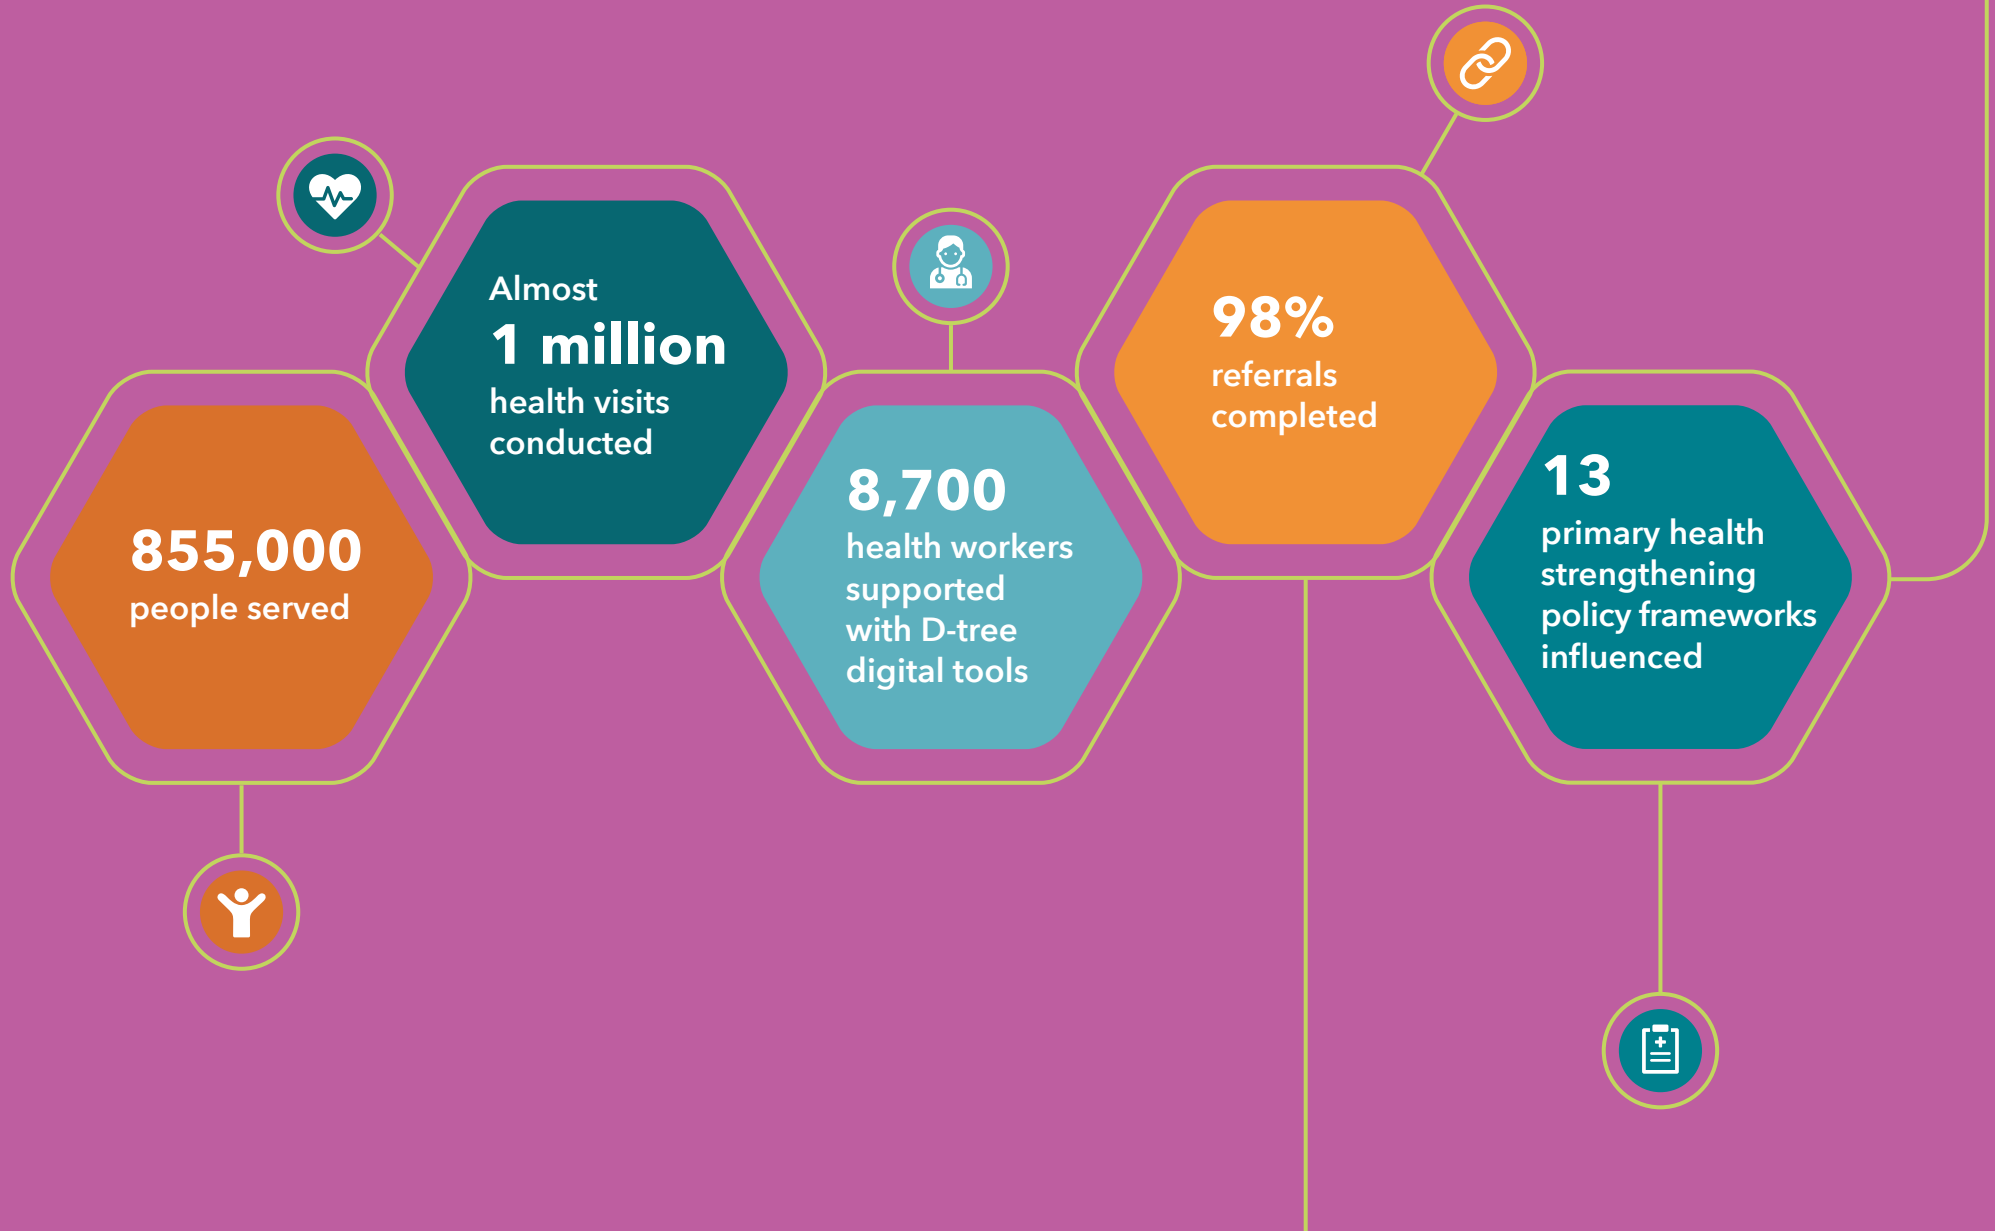 855,000
people served
Almost
1 million
health visits
conducted
8,700
health workers
supported
with D-tree
digital tools
98%
referrals
completed
13
primary health
strengthening
policy frameworks
influenced